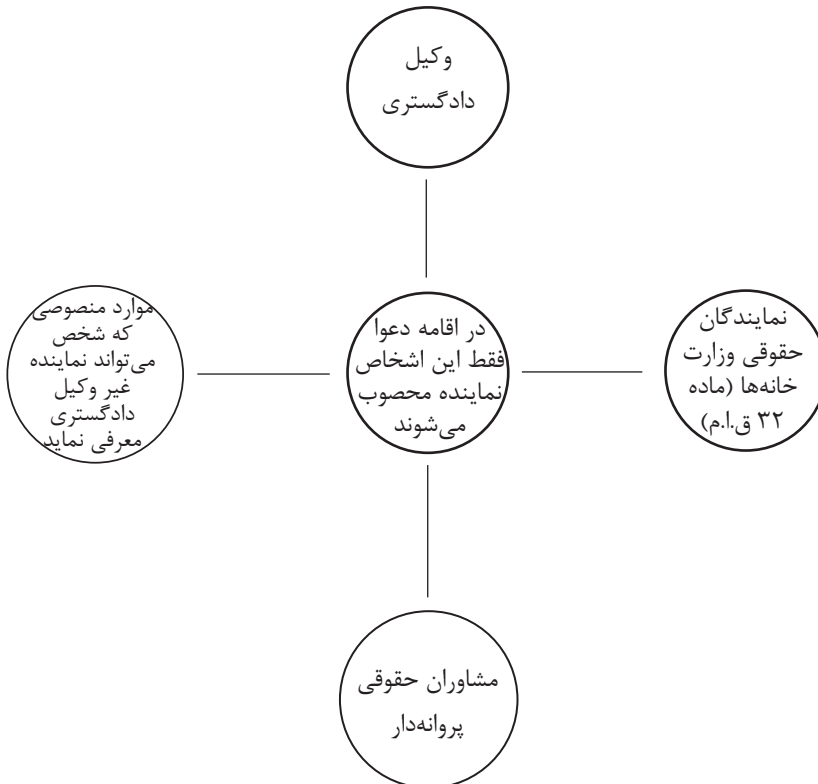 وکیل
دادگستری
نمایندگان
حقوقی وزارت
خانه‌ها (ماده
۳۲ ق.ا.م)
در اقامه دعوا
فقط این اشخاص
نماینده محصوب
می‌شوند
موارد منصوصی
که شخص
می‌تواند نماینده
غیر وکیل
دادگستری
معرفی نماید
مشاوران حقوقی
پروانه‌دار